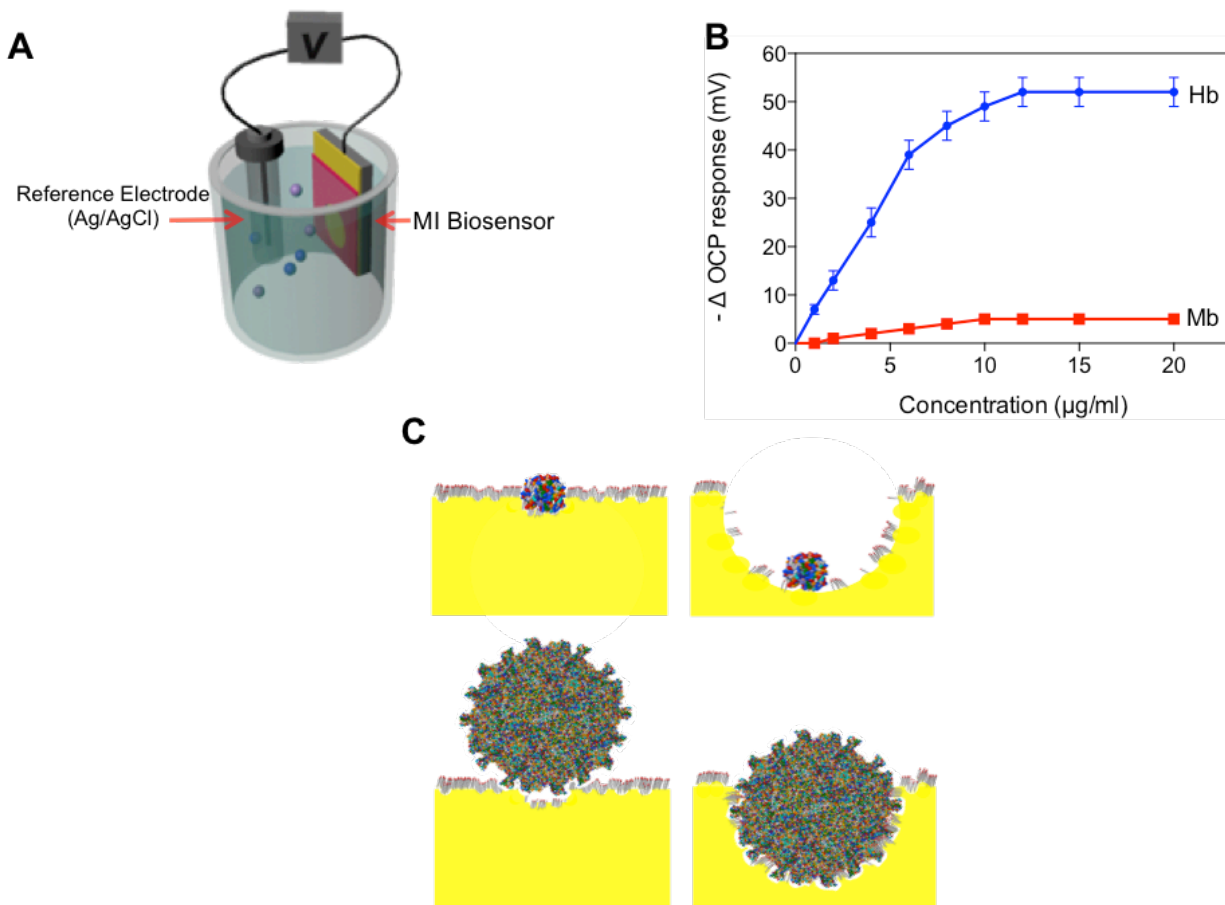 A
V
Reference Electrode
(Ag/AgCl)
MI Biosensor
B
- Δ OCP response (mV)
60
50
40
30
20
10
0
0 5 10 15 20
Concentration (µg/ml)
Hb
Mb
C